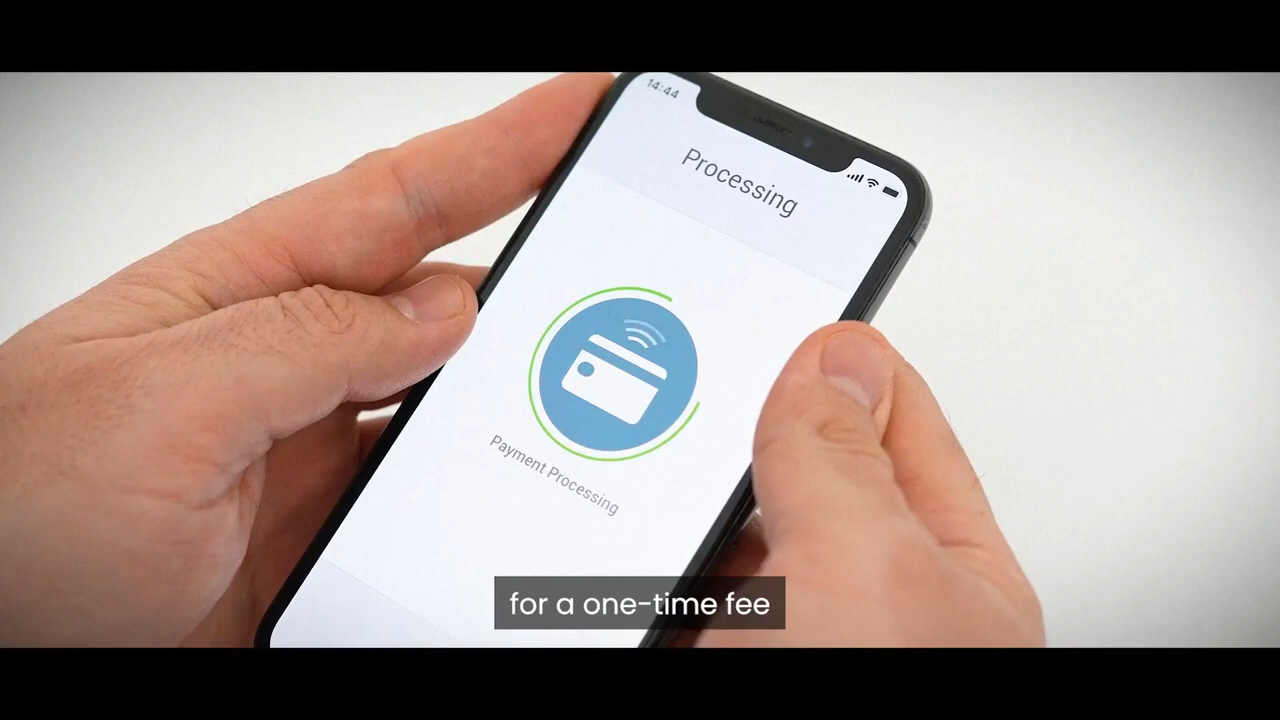 14:44
Processing
Payment Processing
for a one-time fee